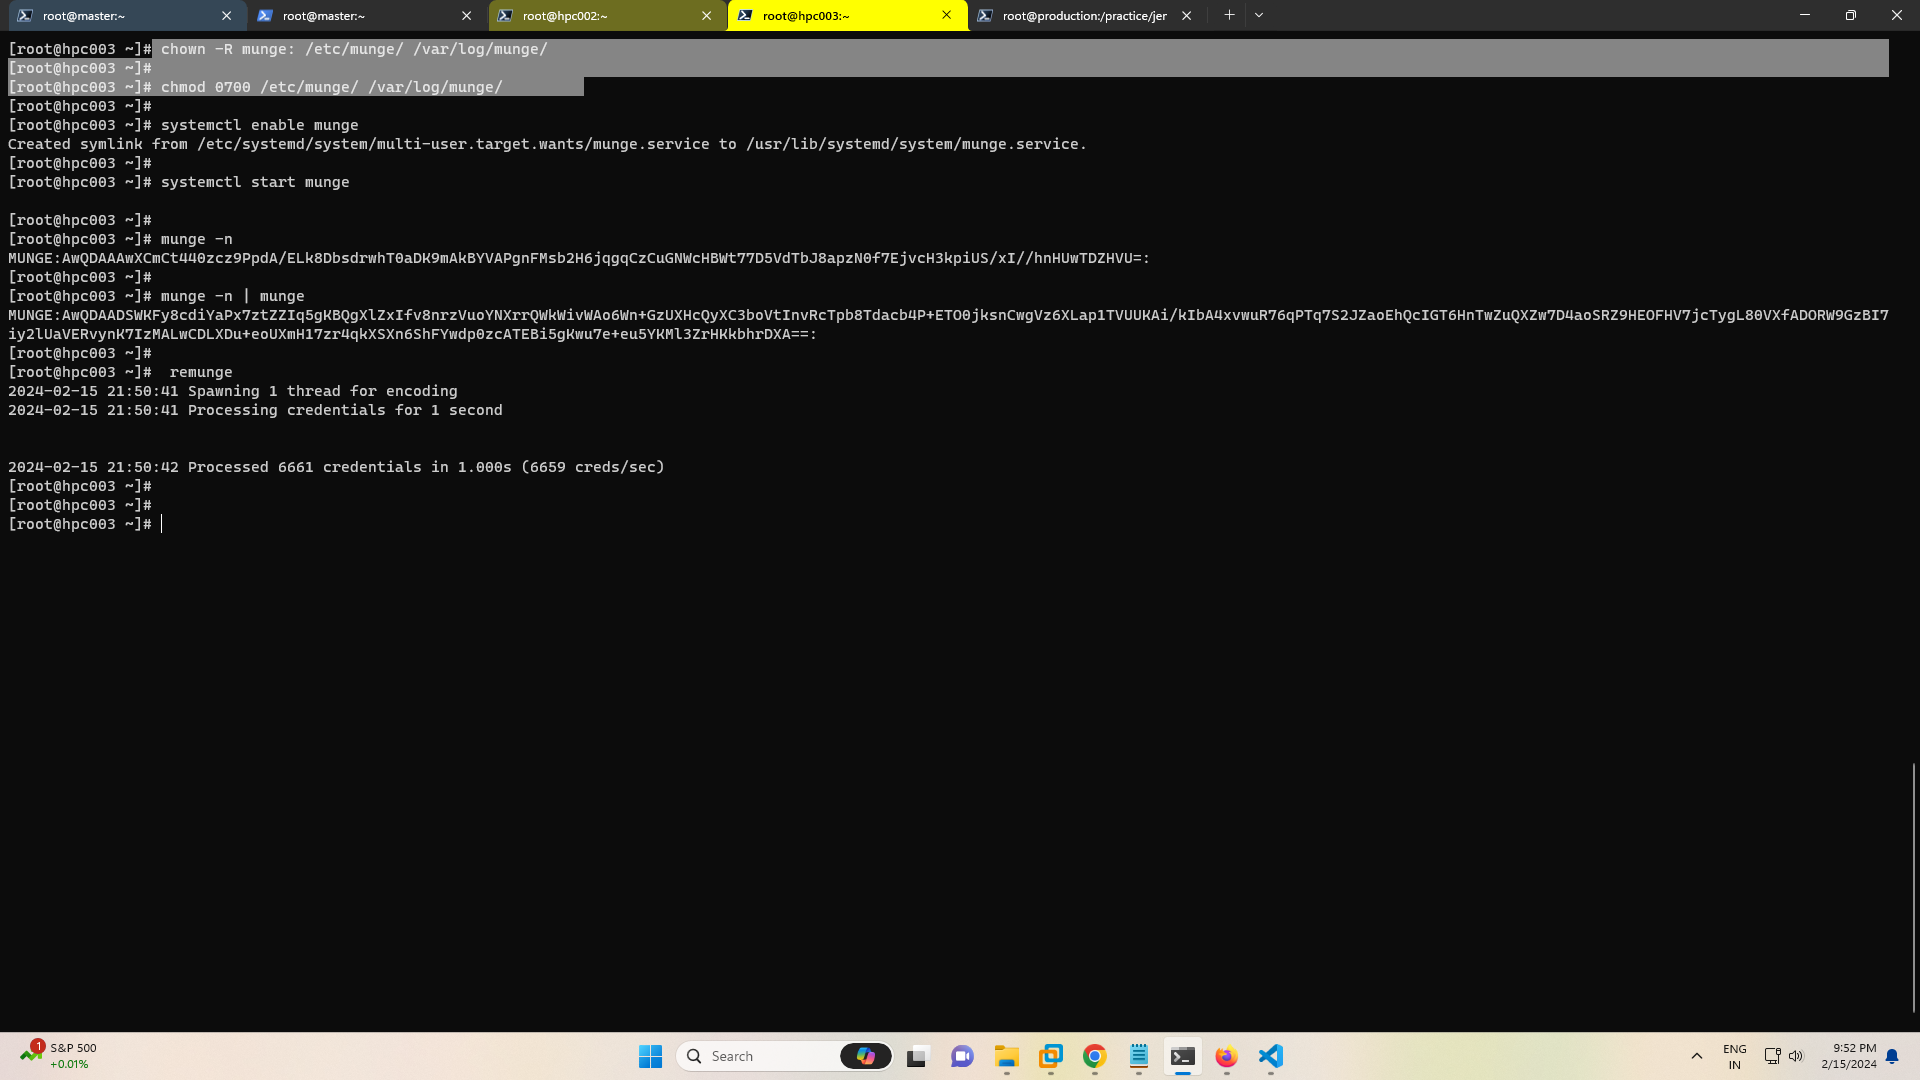 root@master:~
root@master:~
root@hpc002:~
root@hpc003:~
root@production:/practice/jer
[root@hpc003 ~]# chown -R munge: /etc/munge/ /var/log/munge/
[root@hpc003 ~]#
[root@hpc003 ~]# chmod 0700 /etc/munge/ /var/log/munge/
[root@hpc003 ~]#
[root@hpc003 ~]# systemctl enable munge
Created symlink from /etc/systemd/system/multi-user.target.wants/munge.service to /usr/lib/systemd/system/munge.service.
[root@hpc003 ~]#
[root@hpc003 ~]# systemctl start munge
[root@hpc003 ~]#
[root@hpc003 ~]# munge -n
MUNGE:AwQDAAAwXCmCt440zcz9PpdA/ELk8DbsdrwhT0aDK9mAkBYVAPgnFMsb2H6jqgqCzCuGNWcHBWt77D5VdTbJ8apzN0f7EjvcH3kpiUS/xI//hnHUwTDZHVU=:
[root@hpc003 ~]#
[root@hpc003 ~]# munge -n | munge
MUNGE:AwQDAADSWKFy8cdiYaPx7ztZZIq5gKBQgXlZxIfv8nrzVuoYNXrrQWkWivWAo6Wn+GzUXHcQyXC3boVtInvRcTpb8Tdacb4P+ETO0jksnCwgVz6XLap1TVUUKAi/kIbA4xvwuR76qPTq7S2JZaoEhQcIGT6HnTwZuQXZw7D4aoSRZ9HEOFHV7jcTygL80VXfADORW9GzBI7
iy2lUaVERvynK7IzMALwCDLXDu+eoUXmH17zr4qkXSXn6ShFYwdp0zcATEBi5gKwu7e+eu5YKMl3ZrHKkbhrDXA==:
[root@hpc003 ~]#
[root@hpc003 ~]#  remunge
2024-02-15 21:50:41 Spawning 1 thread for encoding
2024-02-15 21:50:41 Processing credentials for 1 second
2024-02-15 21:50:42 Processed 6661 credentials in 1.000s (6659 creds/sec)
[root@hpc003 ~]#
[root@hpc003 ~]#
[root@hpc003 ~]#
1
S&P 500
+0.01%
Search
ENG
IN
9:52 PM
2/15/2024